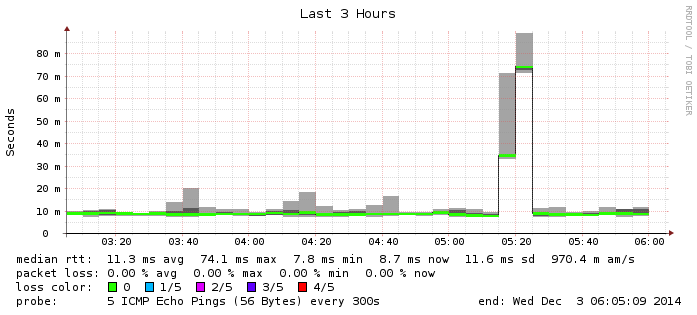 Last 3 Hours
RRDTOOL / TOBI OETIKER
Seconds
80 m
70 m
60 m
50 m
40 m
30 m
20 m
10 m
0
03:20 03:40 04:00 04:20 04:40 05:00 05:20 05:40 06:00
median rtt: 11.3 ms avg 74.1 ms max 7.8 ms min 8.7 ms now 11.6 ms sd 970.4 m am/s
packet loss: 0.00 % avg 0.00 % max 0.00 % min 0.00 % now
loss color: 0 1/5 2/5 3/5 4/5
probe: 5 ICMP Echo Pings (56 Bytes) every 300s end: Wed Dec 3 06:05:09 2014